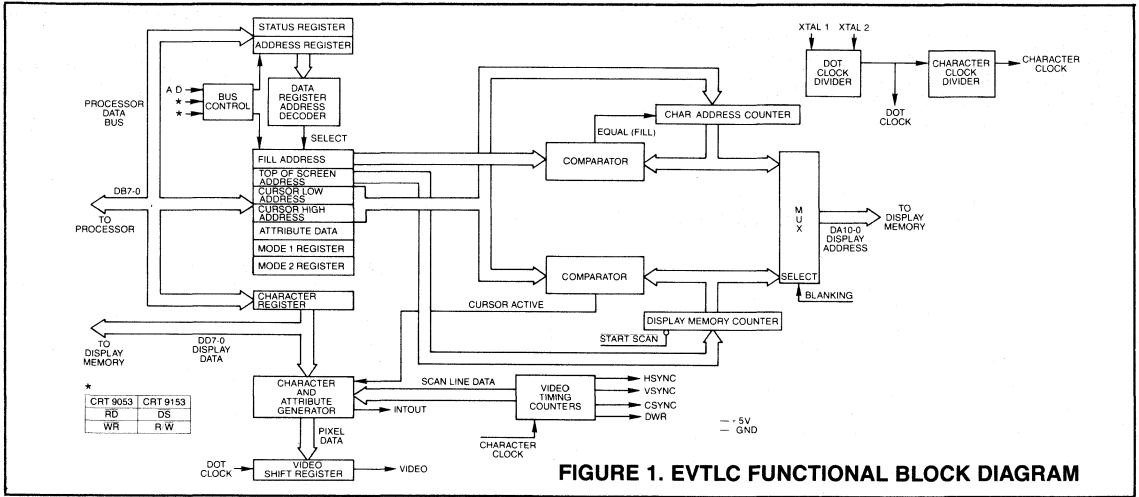 STATUS REGISTER
ADDRESS REGISTER
XTAL 1 XTAL 2
DOT
CLOCK
DIVIDER
CHARACTER
CLOCK
DIVIDER
CHARACTER
CLOCK
DOT
CLOCK
PROCESSOR
DATA
BUS
A D
*
*
BUS
CONTROL
DATA
REGISTER
ADDRESS
DECODER
SELECT
CHAR ADDRESS COUNTER
EQUAL (FILL)
COMPARATOR
FILL ADDRESS
TOP OF SCREEN
ADDRESS
CURSOR LOW
ADDRESS
CURSOR HIGH
ADDRESS
ATTRIBUTE DATA
MODE 1 REGISTER
MODE 2 REGISTER
DB7-0
TO
PROCESSOR
M
U
X
SELECT
TO
DISPLAY
MEMORY
DA10-0
DISPLAY
ADDRESS
BLANKING
COMPARATOR
CURSOR ACTIVE
CHARACTER
REGISTER
DISPLAY MEMORY COUNTER
START SCAN
TO
DISPLAY
MEMORY
DD7-0
DISPLAY
DATA
CHARACTER
AND
ATTRIBUTE
GENERATOR
SCAN LINE DATA
INTOUT
VIDEO
TIMING
COUNTERS
HSYNC
VSYNC
CSYNC
DWR
CHARACTER
CLOCK
+5V
GND
*
CRT 9053 CRT 9153
RD DS
WR R/W
PIXEL
DATA
DOT
CLOCK
VIDEO
SHIFT REGISTER
VIDEO
FIGURE 1. EVTLC FUNCTIONAL BLOCK DIAGRAM